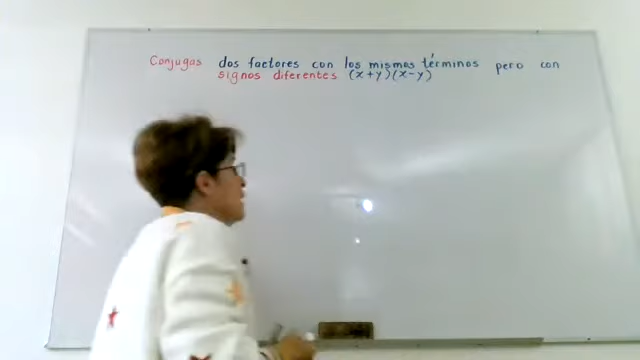 Conjugas dos factores con los mismos términos pero con
signos diferentes (x+y)(x-y)